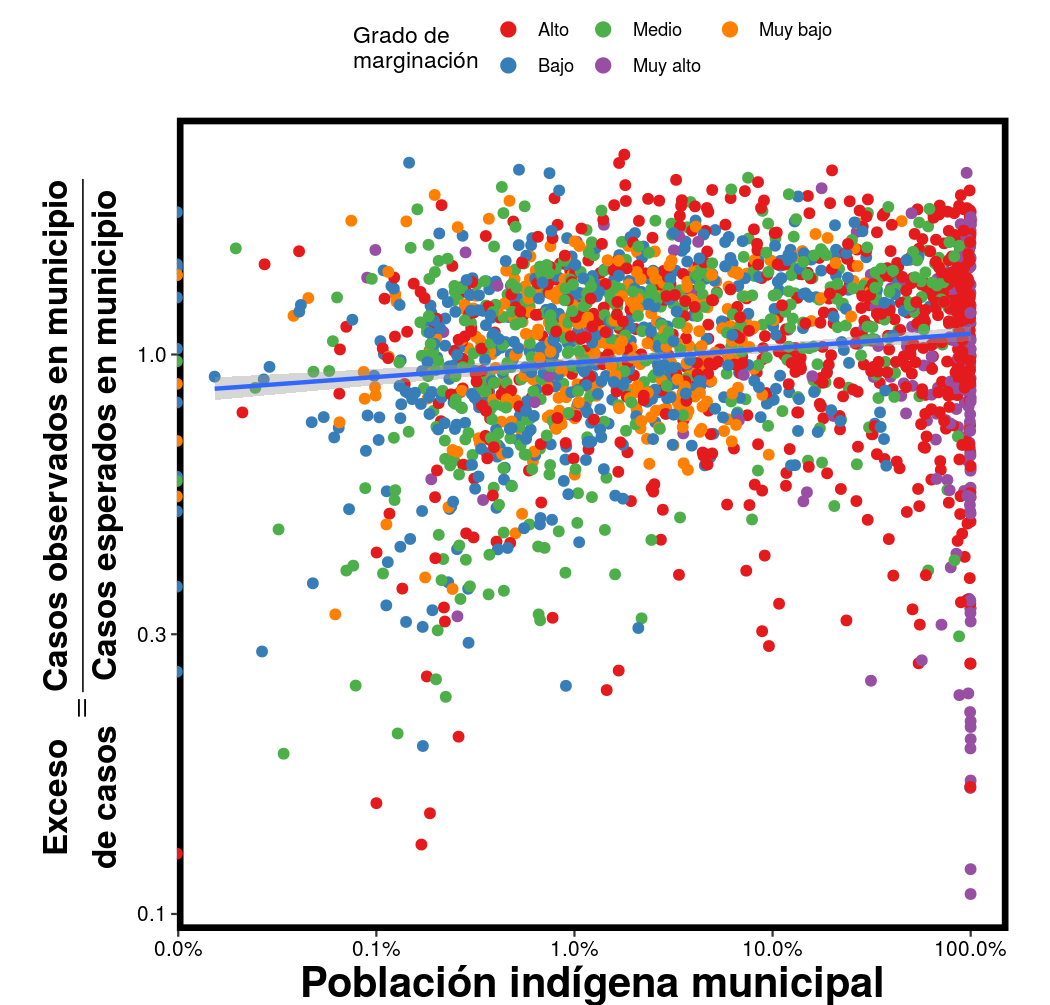 Grado de
marginación
Alto
Medio
Muy bajo
Bajo
Muy alto
Exceso
de casos
=
Casos observados en municipio
Casos esperados en municipio
1.0
0.3
0.1
0.0%
0.1%
1.0%
10.0%
100.0%
Población indígena municipal